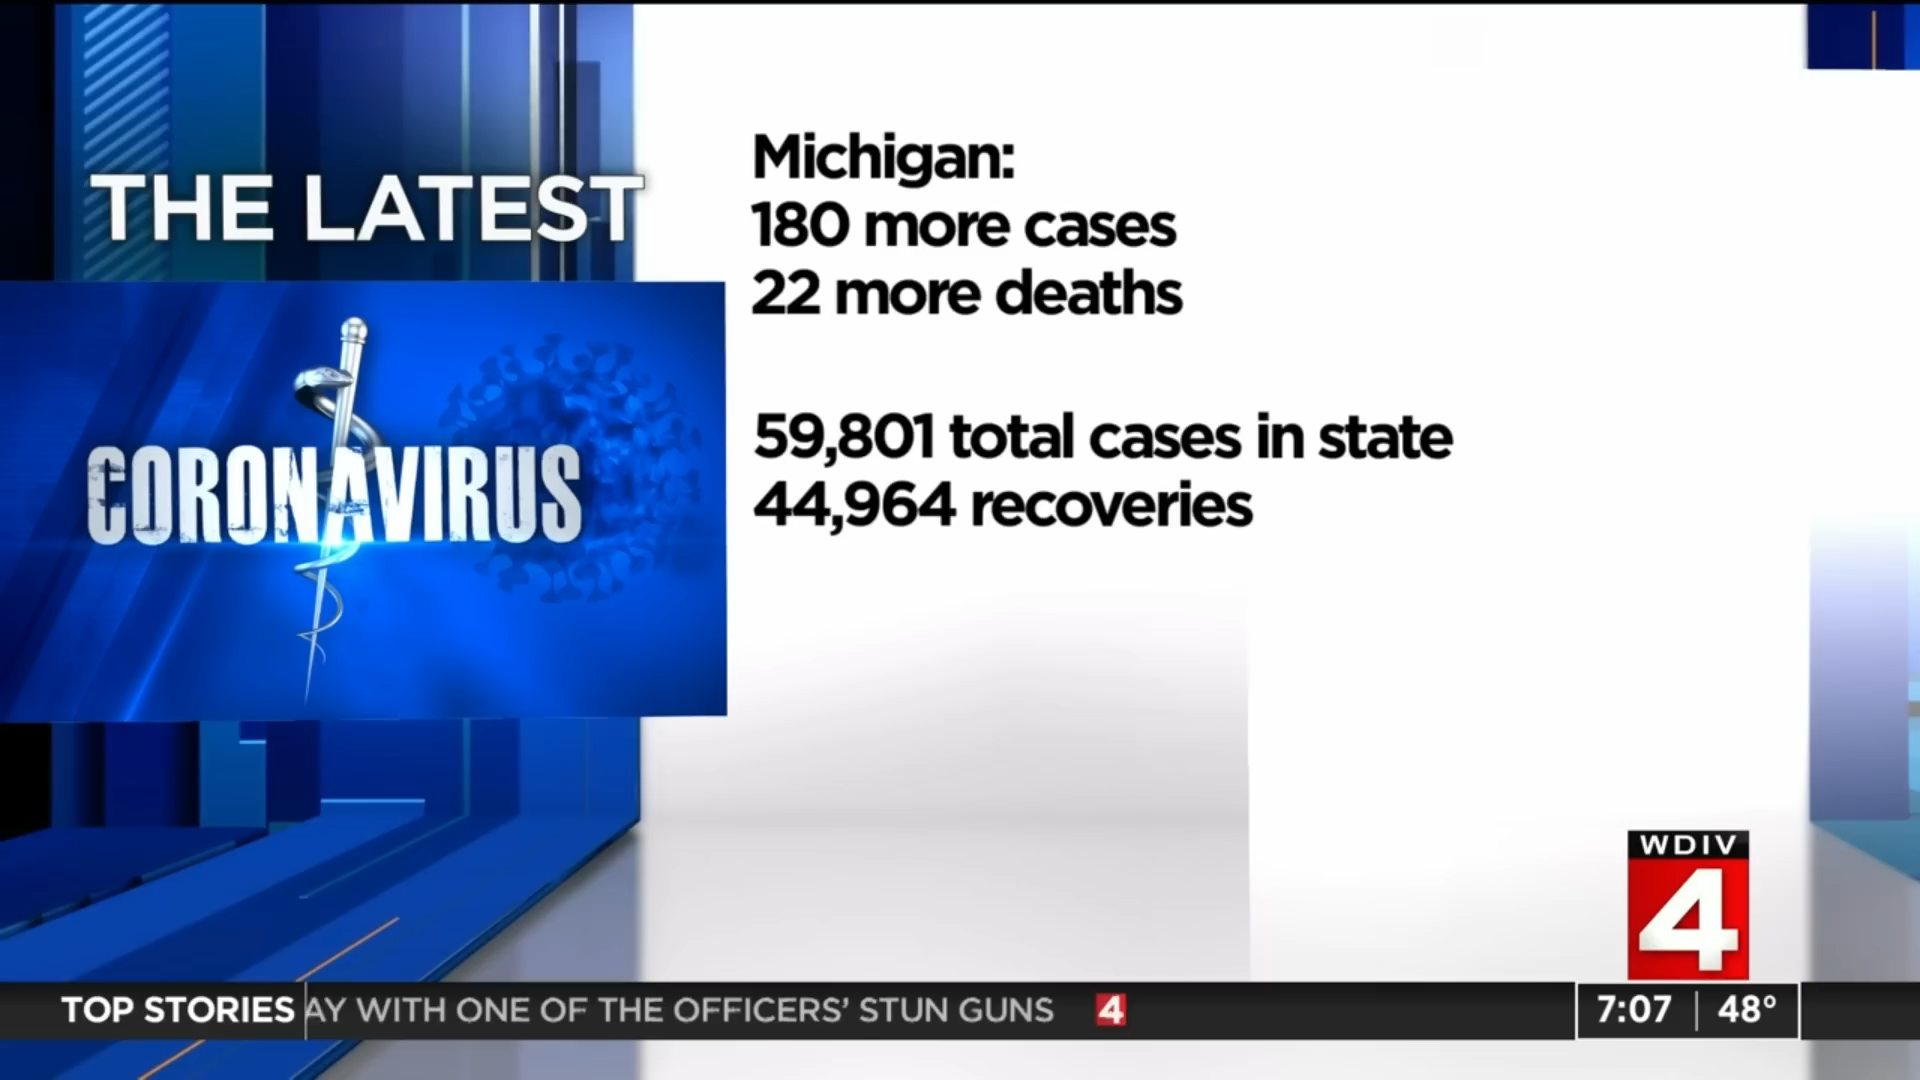 THE LATEST
CORONAVIRUS
Michigan:
180 more cases
22 more deaths
59,801 total cases in state
44,964 recoveries
WDIV
4
TOP STORIES
AY WITH ONE OF THE OFFICERS' STUN GUNS 4
7:07 48°